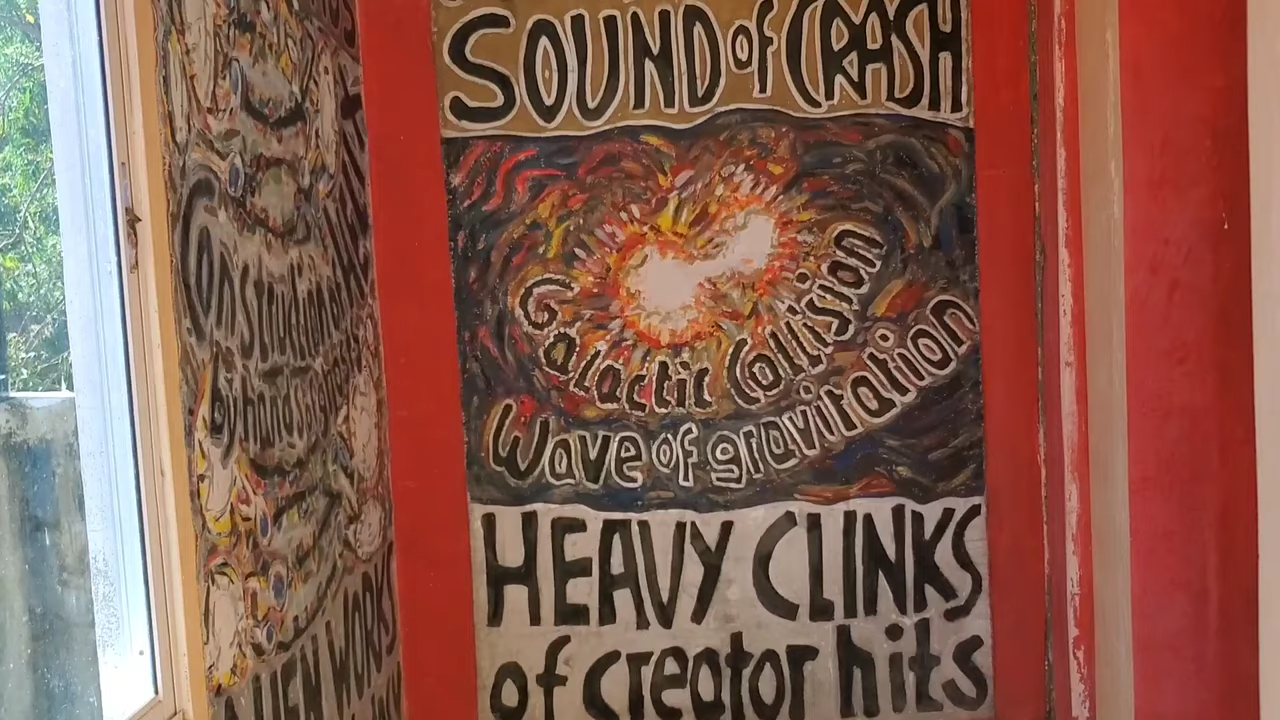 SOUND of CRASH
Galactic Collision
Wave of gravitation
HEAVY CLINKS
of creator hits
Construction
by hands
ALIEN WORKS